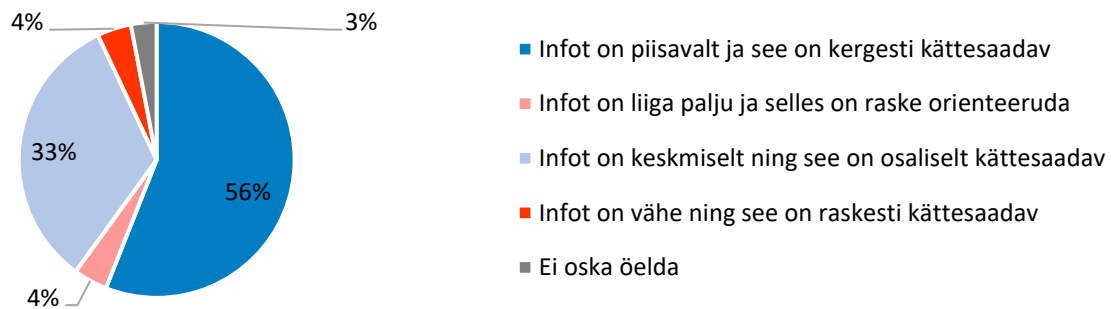 4%
3%
33%
56%
4%
Infot on piisavalt ja see on kergesti kättesaadav
Infot on liiga palju ja selles on raske orienteeruda
Infot on keskmiselt ning see on osaliselt kättesaadav
Infot on vähe ning see on raskesti kättesaadav
Ei oska öelda